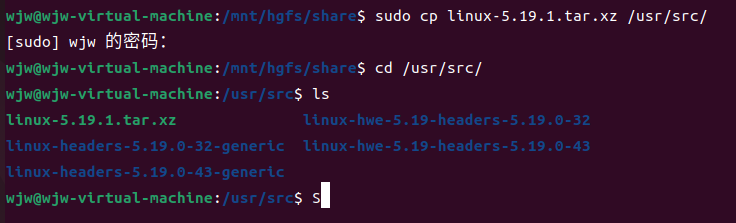 wjw@wjw-virtual-machine:/mnt/hgfs/share$ sudo cp linux-5.19.1.tar.xz /usr/src/
[sudo] wjw 的密码：
wjw@wjw-virtual-machine:/mnt/hgfs/share$ cd /usr/src/
wjw@wjw-virtual-machine:/usr/src$ ls
linux-5.19.1.tar.xz linux-hwe-5.19-headers-5.19.0-32
linux-headers-5.19.0-32-generic linux-hwe-5.19-headers-5.19.0-43
linux-headers-5.19.0-43-generic
wjw@wjw-virtual-machine:/usr/src$ S